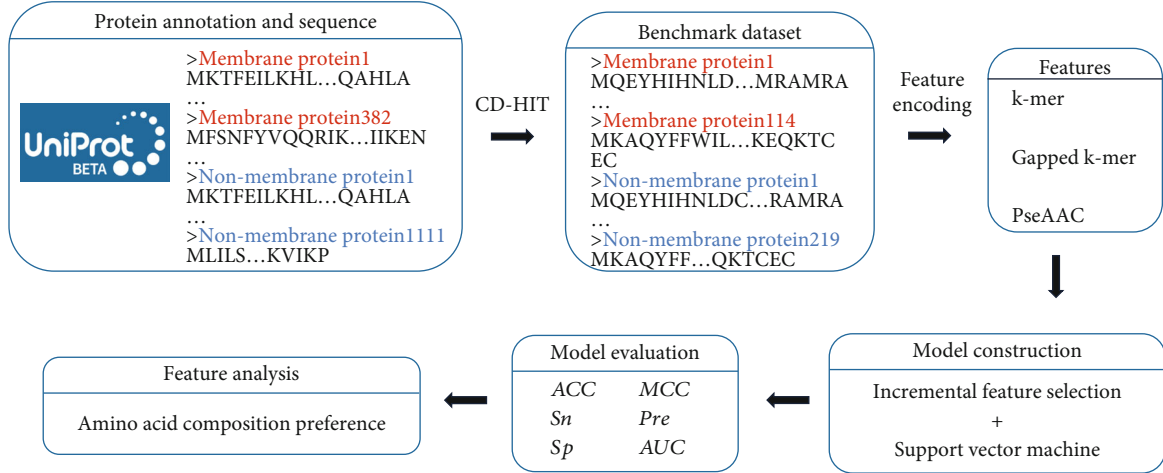 Protein annotation and sequence
UniProt
BETA
>Membrane protein1
MKTFEILKHL…QAHLA
…
>Membrane protein382
MFSNFYVQQRIK…IIKEN
…
>Non-membrane protein1
MKTFEILKHL…QAHLA
…
>Non-membrane protein1111
MLILS…KVIKP
CD-HIT
Benchmark dataset
>Membrane protein1
MQEYHIHNLD…MRAMRA
…
>Membrane protein114
MKAQYFFWIL…KEQKTC
EC
>Non-membrane protein1
MQEYHIHNLDC…RAMRA
…
>Non-membrane protein219
MKAQYFF…QKTCEC
Feature
encoding
Features
k-mer
Gapped k-mer
PseAAC
Model construction
Incremental feature selection
+
Support vector machine
Model evaluation
ACC MCC
Sn Pre
Sp AUC
Feature analysis
Amino acid composition preference